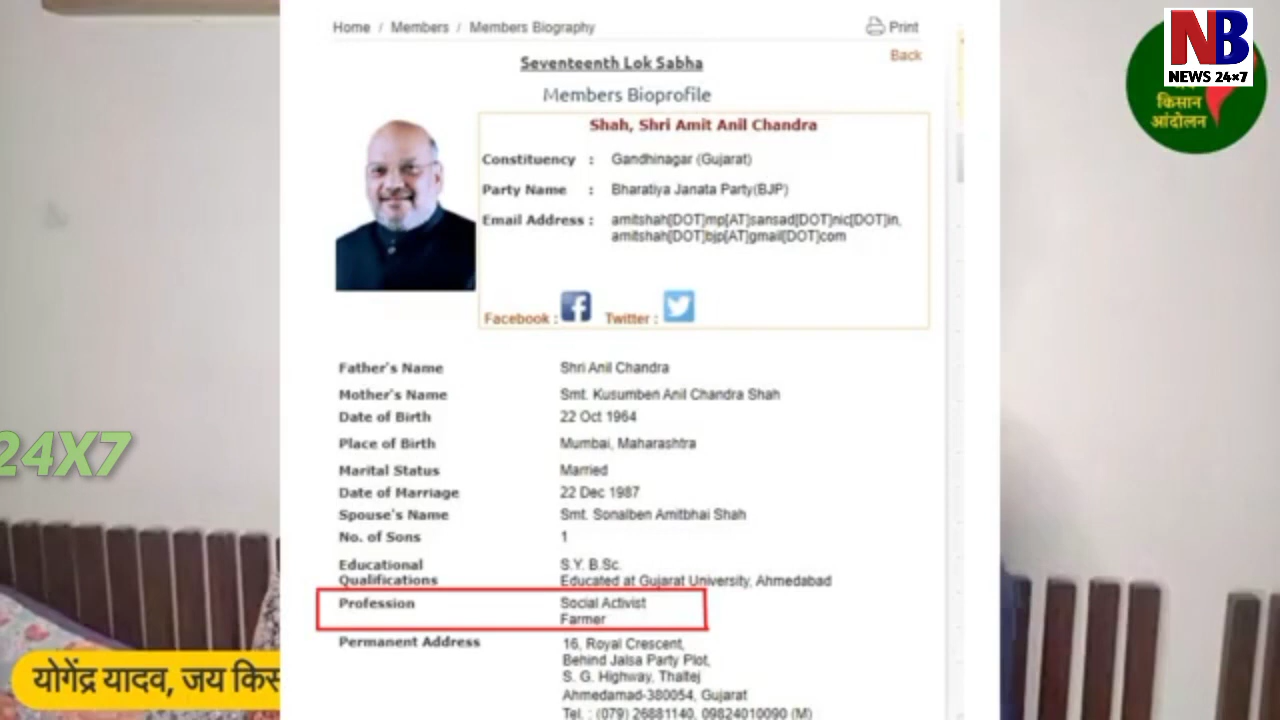 Home / Members / Members Biography
Print
Back
Seventeenth Lok Sabha
Members Bioprofile
Shah, Shri Amit Anil Chandra
Constituency : Gandhinagar (Gujarat)
Party Name : Bharatiya Janata Party(BJP)
Email Address : amitshah[DOT]mp[AT]sansad[DOT]nic[DOT]in,
amitshah[DOT]bjp[AT]gmail[DOT]com
Facebook : Twitter :
Father's Name Shri Anil Chandra
Mother's Name Smt. Kusumben Anil Chandra Shah
Date of Birth 22 Oct 1964
Place of Birth Mumbai, Maharashtra
Marital Status Married
Date of Marriage 22 Dec 1987
Spouse's Name Smt. Sonalben Amitbhai Shah
No. of Sons 1
Educational S.Y. B.Sc.
Qualifications Educated at Gujarat University, Ahmedabad
Profession Social Activist
Farmer
Permanent Address 16, Royal Crescent,
Behind Jalsa Party Plot,
S. G. Highway, Thaltej
Ahmedamad-380054, Gujarat
Tel. : (079) 26881140, 09824010090 (M)
NB
NEWS 24×7
किसान
आंदोलन
24X7
योगेंद्र यादव, जय किस